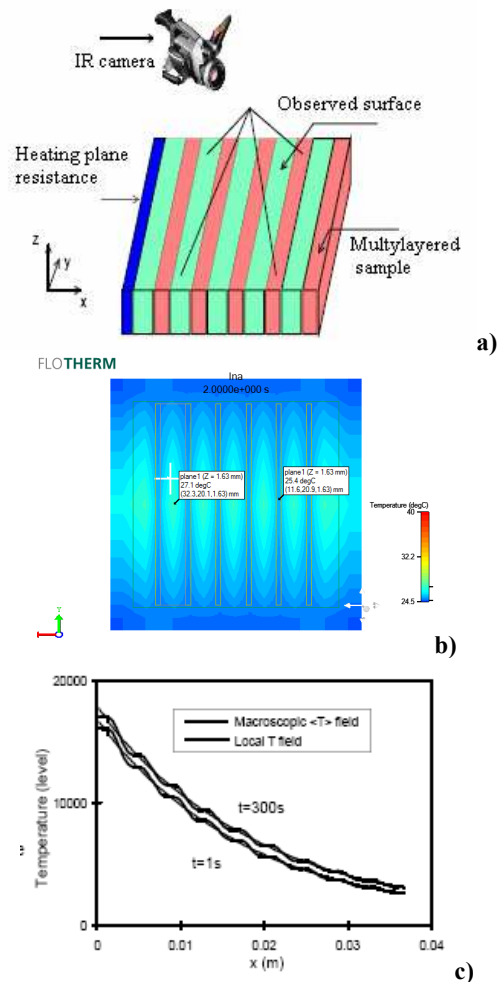 IR camera
Observed surface
Heating plane
resistance
Multylayered
sample
z
y
x
a)
FLOTHERM
Ina
2.0000e+000 s
plane1 (Z = 1.63 mm)
27.1 degC
(32.3,20.1,1.63) mm
plane1 (Z = 1.63 mm)
25.4 degC
(11.6,20.9,1.63) mm
Temperature (degC)
40
32.2
24.5
b)
20000
Macroscopic <T> field
Local T field
Temperature (level)
10000
t=300s
t=1s
0
0
0.01
0.02
0.03
0.04
x (m)
c)